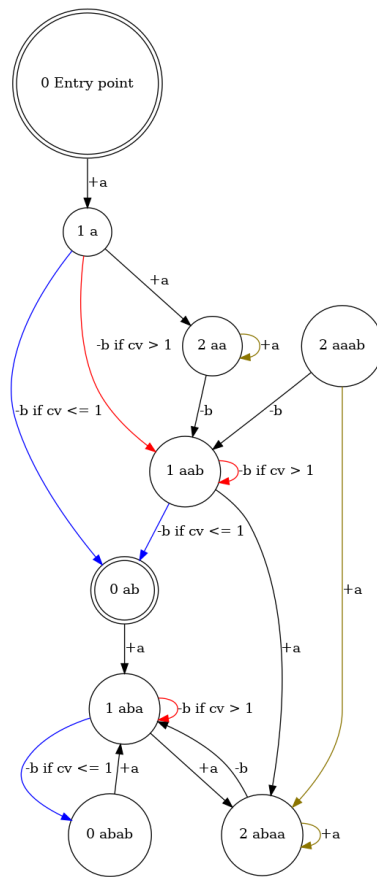 0 Entry point
+a
1 a
+a
-b if cv > 1
2 aa
+a
2 aaab
-b if cv <= 1
-b
-b
1 aab
-b if cv > 1
-b if cv <= 1
0 ab
+a
+a
+a
1 aba
-b if cv > 1
-b if cv <= 1
+a
+a
-b
0 abab
2 abaa
+a